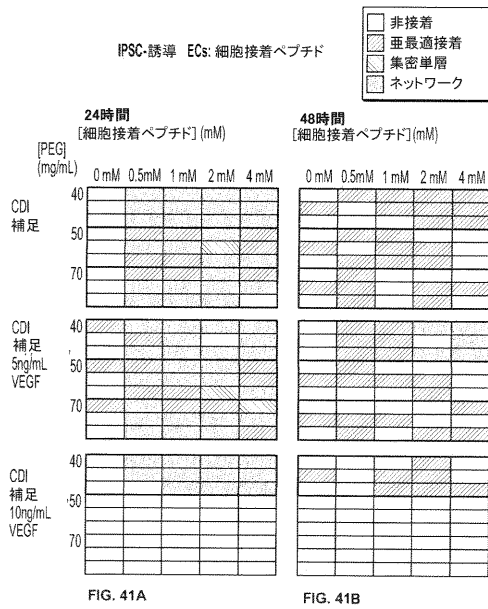 IPSC-誘導 ECs: 細胞接着ペプチド
非接着
亜最適接着
集密単層
ネットワーク
24時間
[細胞接着ペプチド] (mM)
48時間
[細胞接着ペプチド] (mM)
[PEG]
(mg/mL)
0 mM 0.5mM 1 mM 2 mM 4 mM
0 mM 0.5mM 1 mM 2 mM 4 mM
CDI
補足
40
50
70
CDI
補足
5ng/mL
VEGF
40
50
70
CDI
補足
10ng/mL
VEGF
40
50
70
FIG. 41A
FIG. 41B